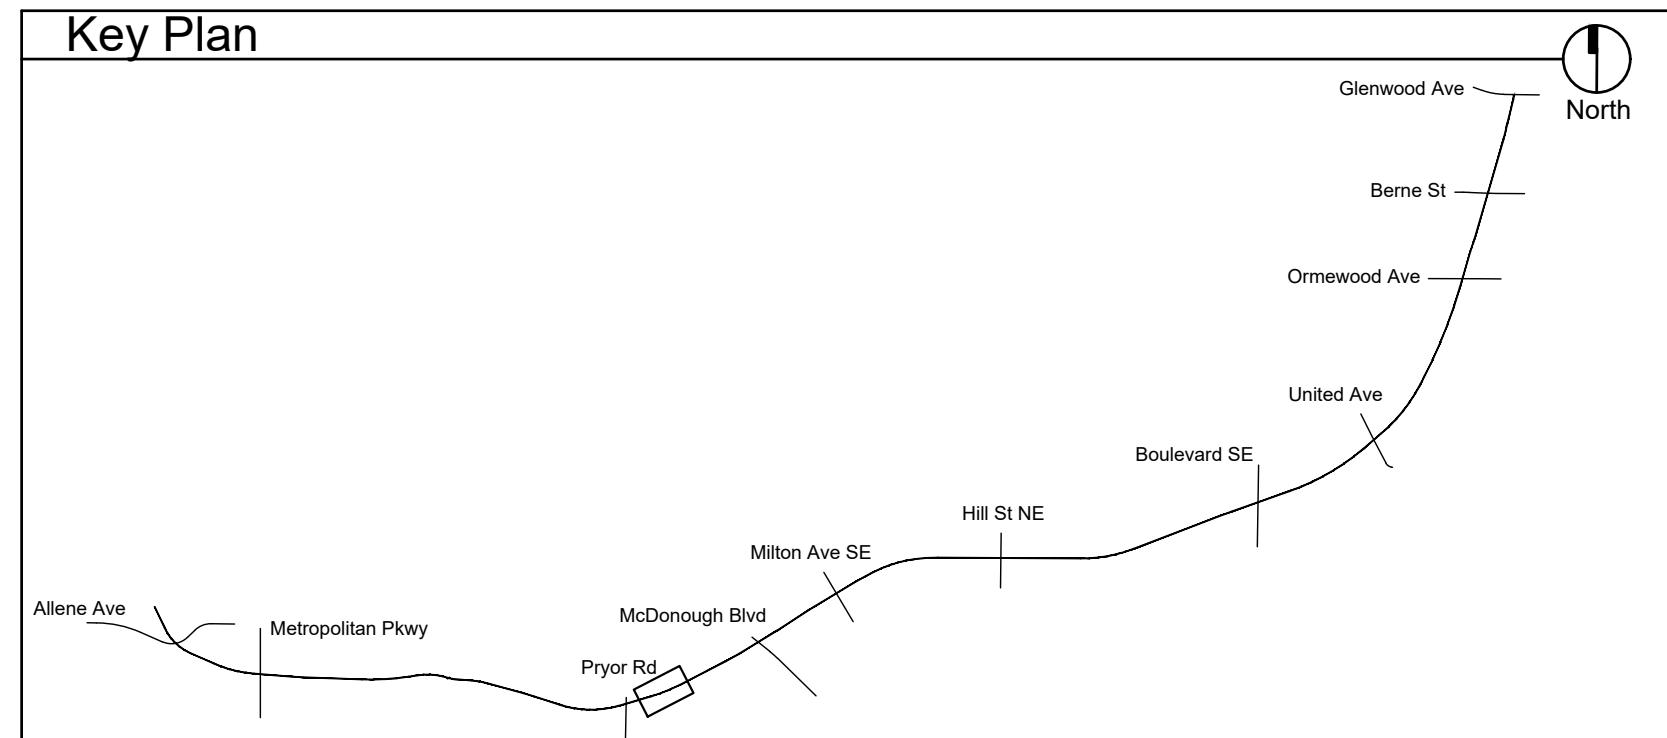 Key Plan
Glenwood Ave
North
Berne St
Ormewood Ave
United Ave
Boulevard SE
Hill St NE
Milton Ave SE
Allene Ave
McDonough Blvd
Metropolitan Pkwy
Pryor Rd